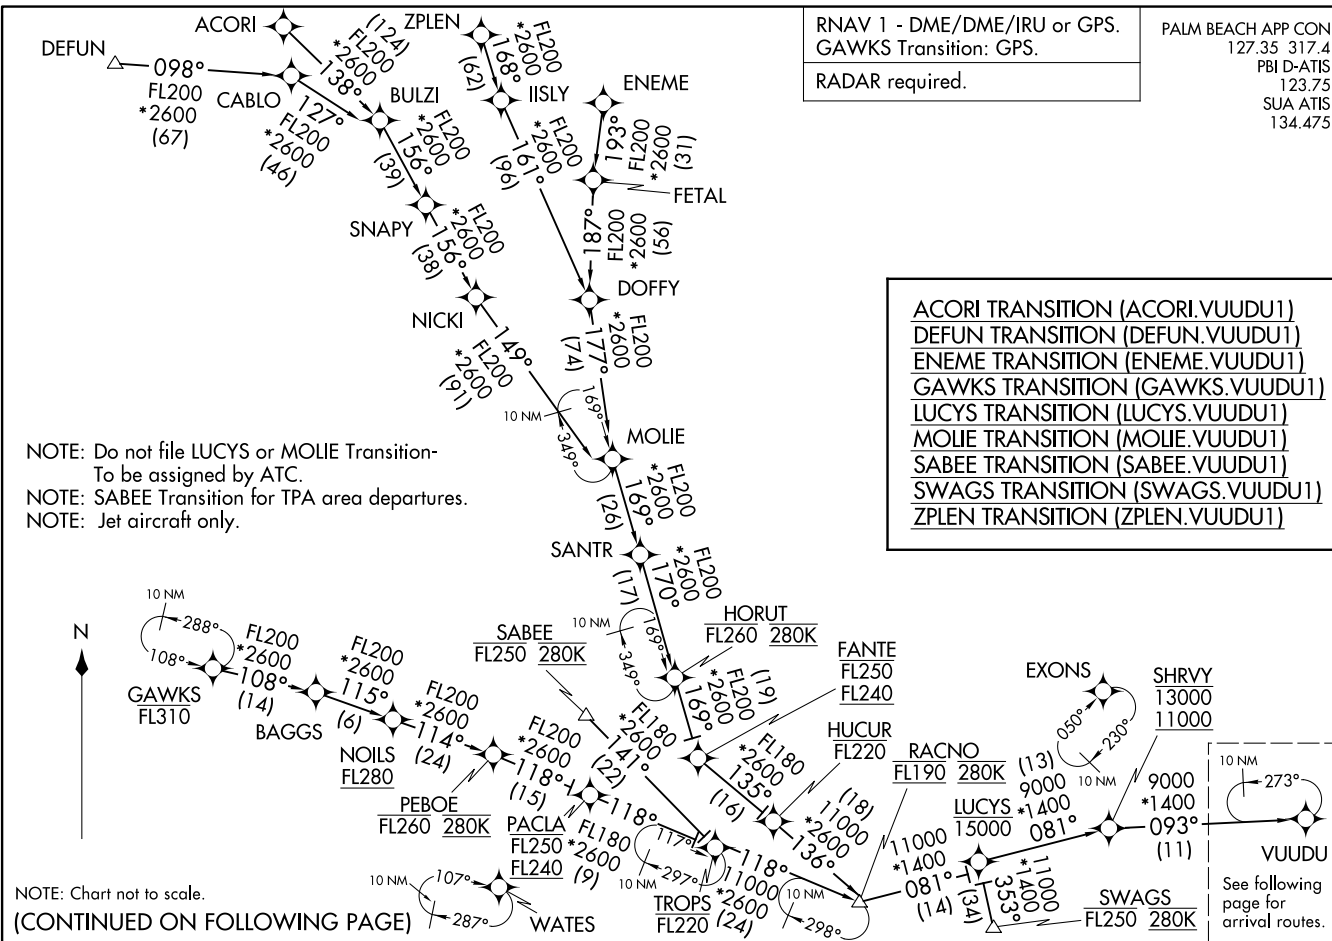 RNAV 1 - DME/DME/IRU or GPS.
GAWKS Transition: GPS.
RADAR required.
PALM BEACH APP CON
127.35 317.4
PBI D-ATIS
123.75
SUA ATIS
134.475
DEFUN
098°
FL200
*2600
(67)
ACORI
(124)
FL200
*2600
138°
CABLO
127°
FL200
*2600
(46)
BULZI
FL200
*2600
156°
(39)
SNAPY
FL200
*2600
156°
(38)
NICKI
149°
FL200
*2600
(91)
ZPLEN
FL200
*2600
168°
(62)
IISLY
FL200
*2600
161°
(96)
ENEME
193°
FL200
*2600
(31)
FETAL
187°
FL200
*2600
(56)
DOFFY
FL200
*2600
177°
(74)
10 NM
169°
349°
MOLIE
FL200
*2600
169°
(26)
SANTR
FL200
*2600
170°
(17)
10 NM
169°
349°
HORUT
FL260 280K
(19)
FL200
*2600
169°
FANTE
FL250
FL240
FL180
*2600
135°
(16)
HUCUR
FL220
(18)
11000
*2600
136°
RACNO
FL190 280K
ACORI TRANSITION (ACORI.VUUDU1)
DEFUN TRANSITION (DEFUN.VUUDU1)
ENEME TRANSITION (ENEME.VUUDU1)
GAWKS TRANSITION (GAWKS.VUUDU1)
LUCYS TRANSITION (LUCYS.VUUDU1)
MOLIE TRANSITION (MOLIE.VUUDU1)
SABEE TRANSITION (SABEE.VUUDU1)
SWAGS TRANSITION (SWAGS.VUUDU1)
ZPLEN TRANSITION (ZPLEN.VUUDU1)
NOTE: Do not file LUCYS or MOLIE Transition-
To be assigned by ATC.
NOTE: SABEE Transition for TPA area departures.
NOTE: Jet aircraft only.
N
10 NM
288°
108°
GAWKS
FL310
FL200
*2600
108°
(14)
BAGGS
FL200
*2600
115°
(6)
NOILS
FL280
FL200
*2600
114°
(24)
PEBOE
FL260 280K
FL200
*2600
118°
(15)
PACLA
FL250
FL240
118°
FL180
*2600
(9)
SABEE
FL250 280K
FL180
*2600
141°
(22)
117°
297°
10 NM
TROPS
FL220
118°
11000
*2600
(24)
10 NM
298°
10 NM
107°
287°
WATES
11000
*1400
081°
(14)
LUCYS
15000
(13)
9000
*1400
081°
11000
*1400
353°
(34)
SWAGS
FL250 280K
EXONS
050°
230°
10 NM
SHRVY
13000
11000
9000
*1400
093°
(11)
10 NM
273°
VUUDU
See following
page for
arrival routes.
NOTE: Chart not to scale.
(CONTINUED ON FOLLOWING PAGE)